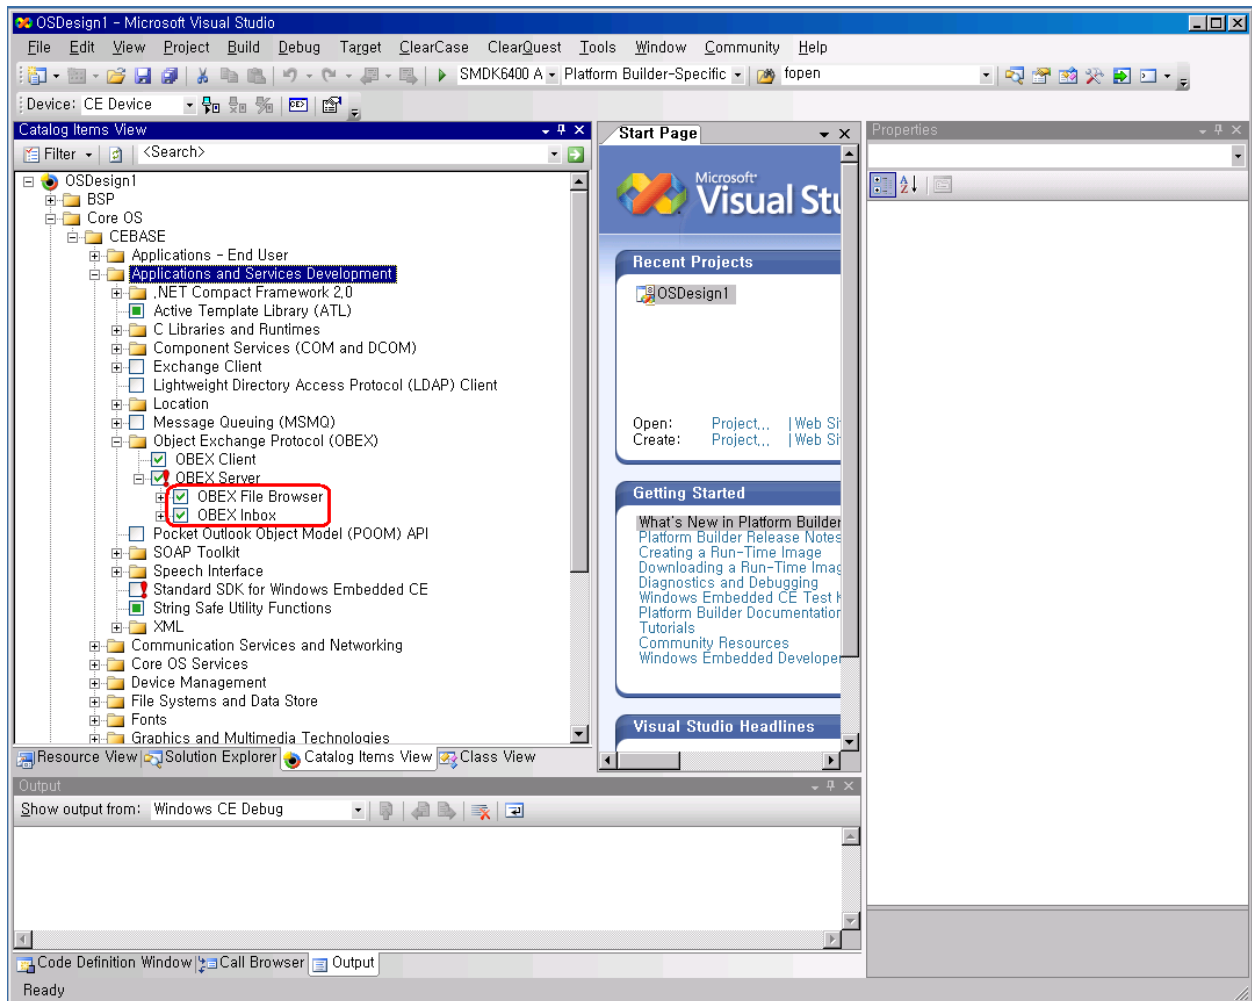 OSDesign1 - Microsoft Visual Studio
File Edit View Project Build Debug Target ClearCase ClearQuest Tools Window Community Help
SMDK6400 A Platform Builder-Specific fopen
Device: CE Device
Catalog Items View
Filter <Search>
OSDesign1
BSP
Core OS
CEBASE
Applications - End User
Applications and Services Development
.NET Compact Framework 2.0
Active Template Library (ATL)
C Libraries and Runtimes
Component Services (COM and DCOM)
Exchange Client
Lightweight Directory Access Protocol (LDAP) Client
Location
Message Queuing (MSMQ)
Object Exchange Protocol (OBEX)
OBEX Client
OBEX Server
OBEX File Browser
OBEX Inbox
Pocket Outlook Object Model (POOM) API
SOAP Toolkit
Speech Interface
Standard SDK for Windows Embedded CE
String Safe Utility Functions
XML
Communication Services and Networking
Core OS Services
Device Management
File Systems and Data Store
Fonts
Graphics and Multimedia Technologies
Resource View Solution Explorer Catalog Items View Class View
Start Page
Microsoft
Visual Stu
Recent Projects
OSDesign1
Open: Project... | Web Si
Create: Project... | Web Si
Getting Started
What's New in Platform Builder
Platform Builder Release Notes
Creating a Run-Time Image
Downloading a Run-Time Imag
Diagnostics and Debugging
Windows Embedded CE Test K
Platform Builder Documentation
Tutorials
Community Resources
Windows Embedded Developer
Visual Studio Headlines
Properties
Output
Show output from: Windows CE Debug
Code Definition Window Call Browser Output
Ready